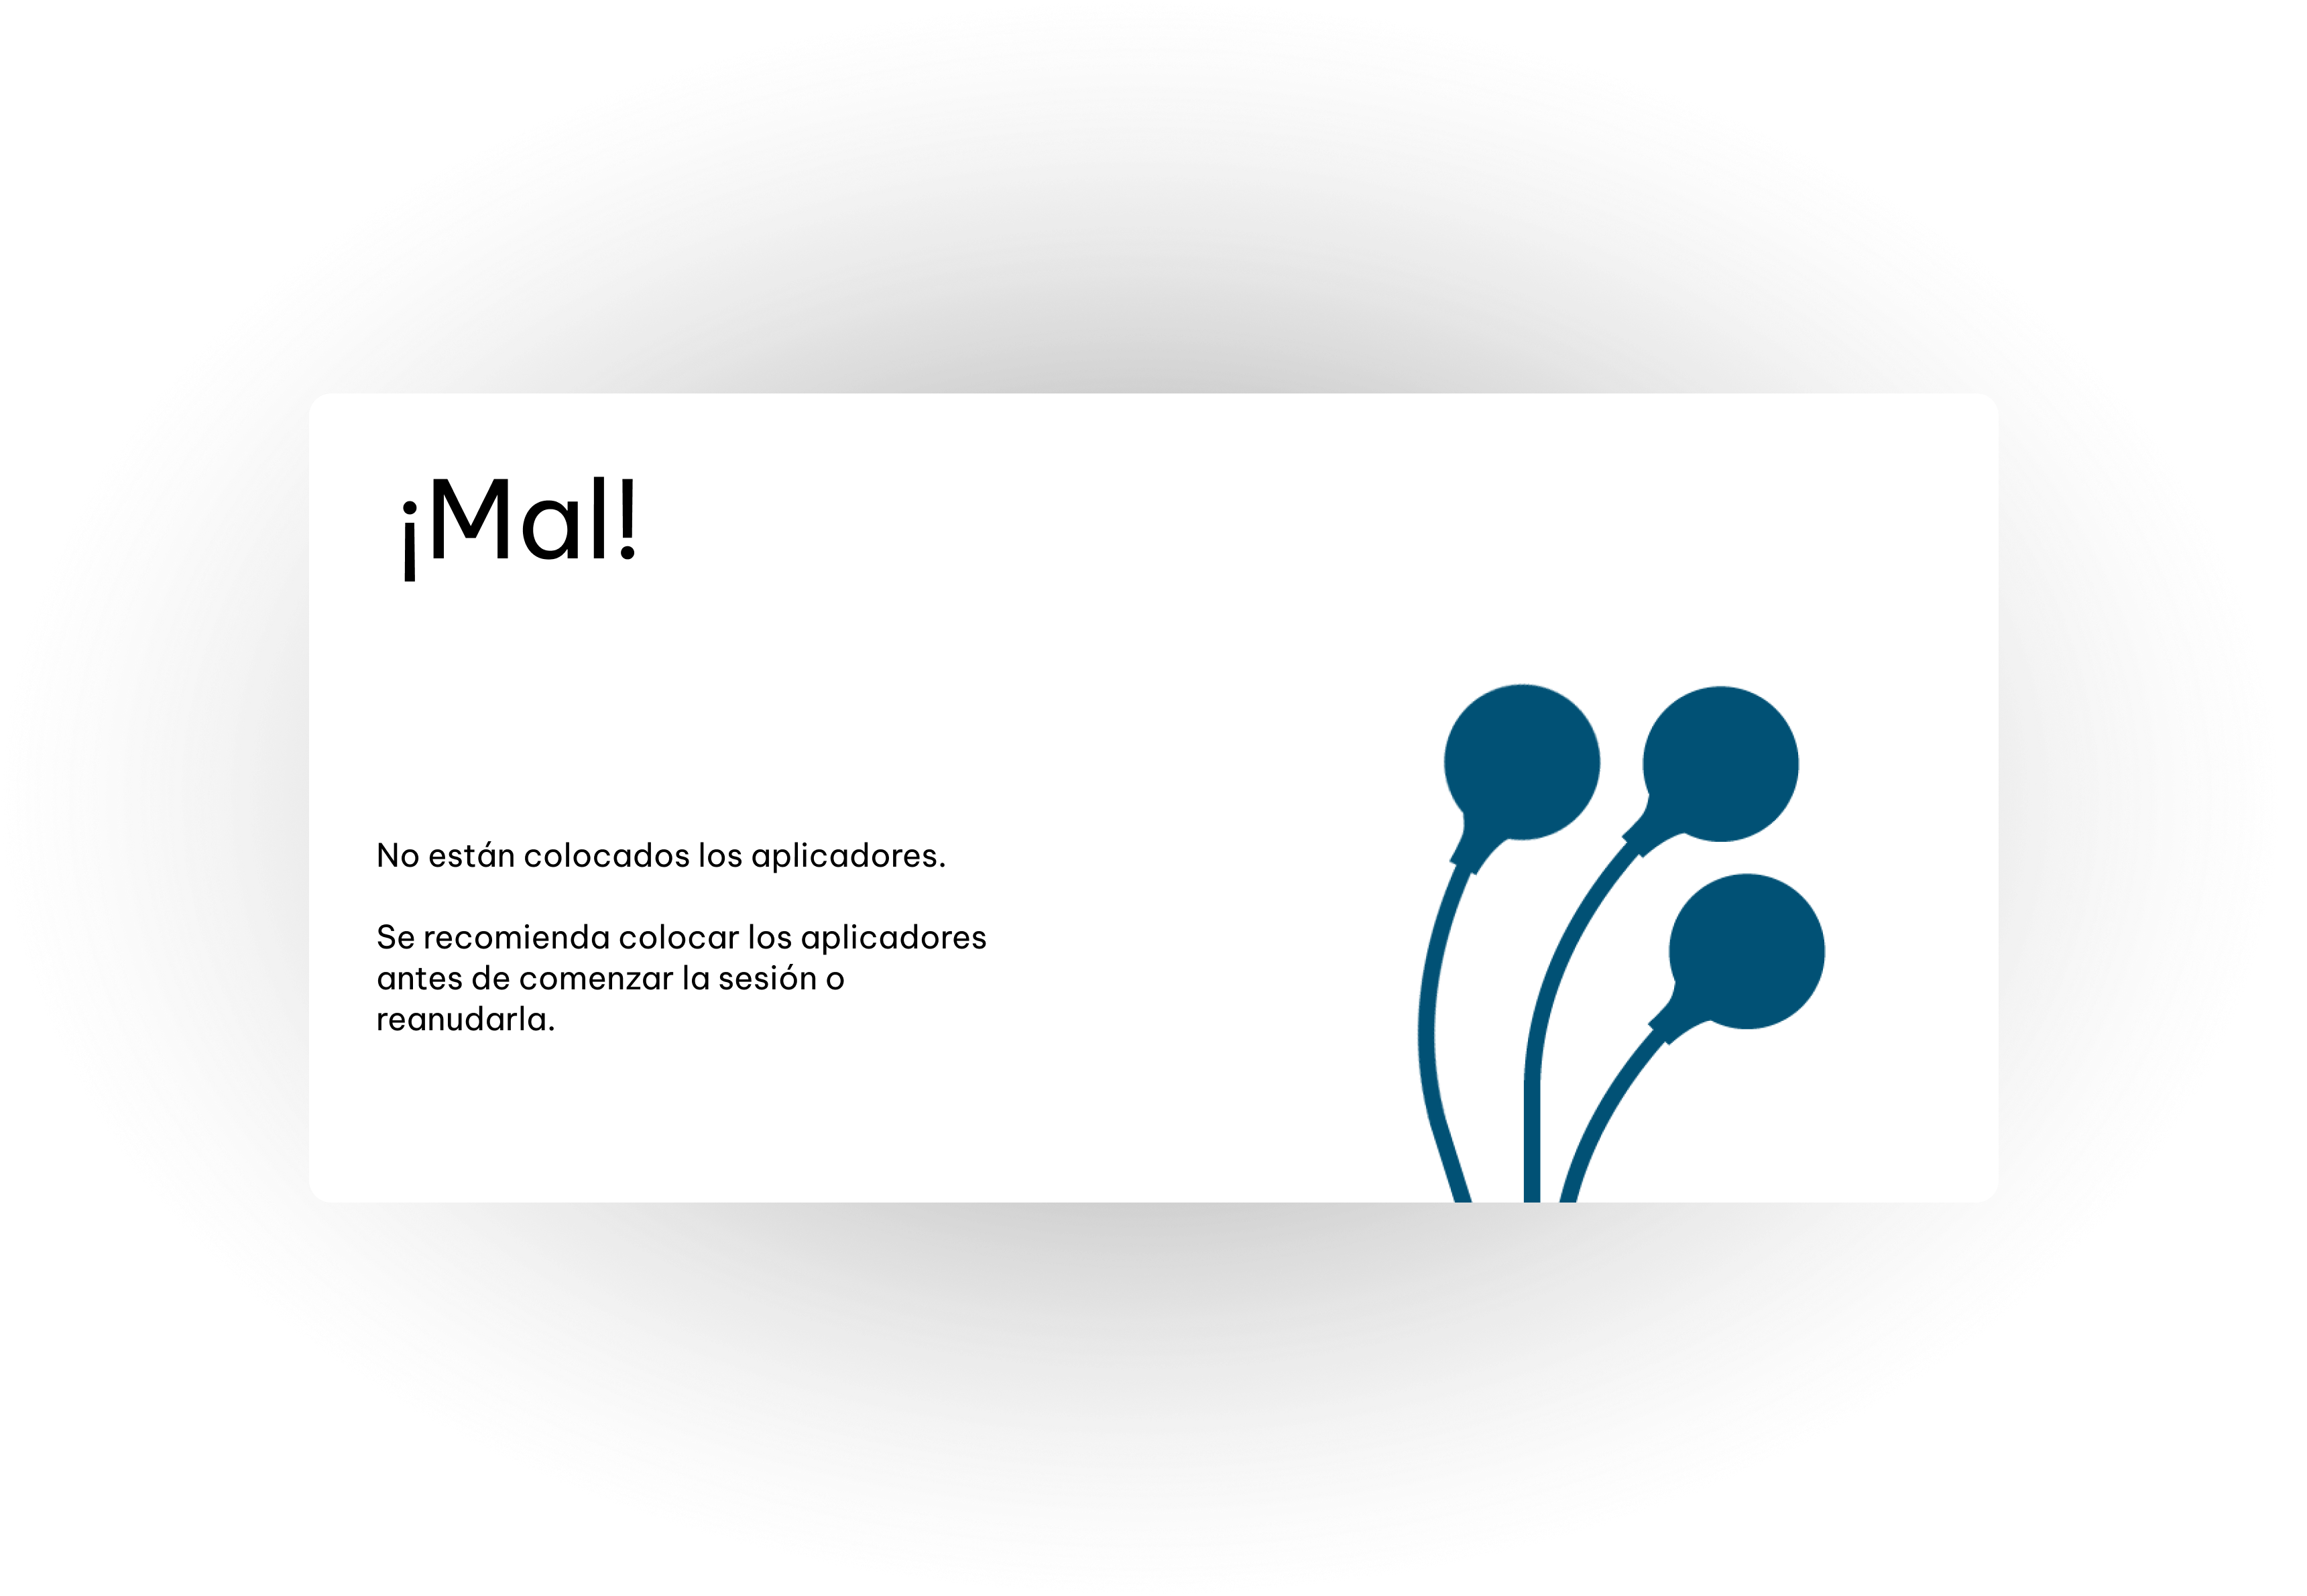 ¡Mal!
No están colocados los aplicadores.
Se recomienda colocar los aplicadores
antes de comenzar la sesión o
reanudarla.